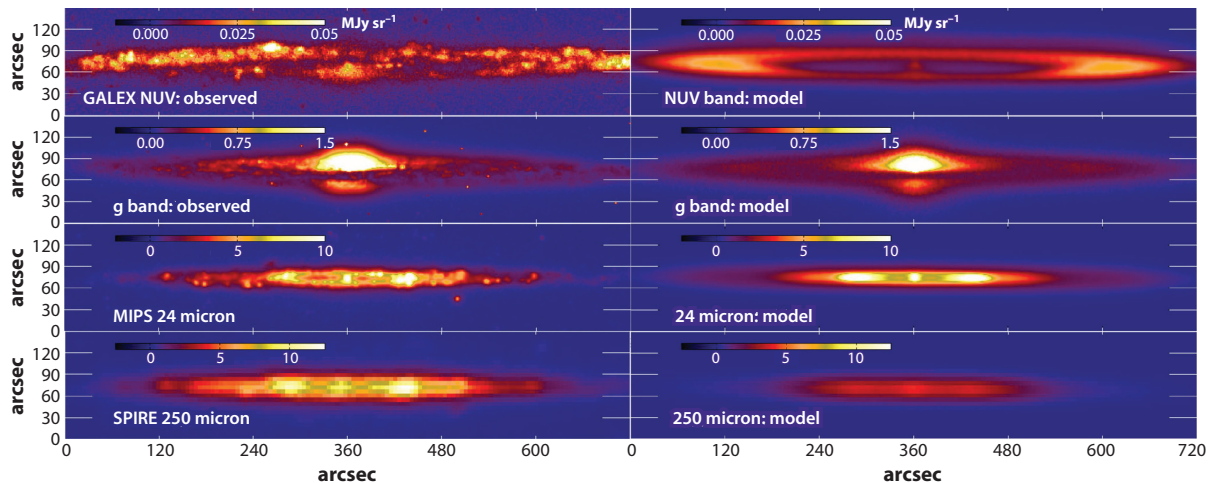 MJy sr⁻¹
0.000 0.025 0.05
120
90
60
30
0
arcsec
GALEX NUV: observed
MJy sr⁻¹
0.000 0.025 0.05
NUV band: model
0.00 0.75 1.5
120
90
60
30
0
arcsec
g band: observed
0.00 0.75 1.5
g band: model
0 5 10
120
90
60
30
0
arcsec
MIPS 24 micron
0 5 10
24 micron: model
0 5 10
120
90
60
30
0
arcsec
SPIRE 250 micron
0 5 10
250 micron: model
0 120 240 360 480 600 0 120 240 360 480 600 720
arcsec arcsec